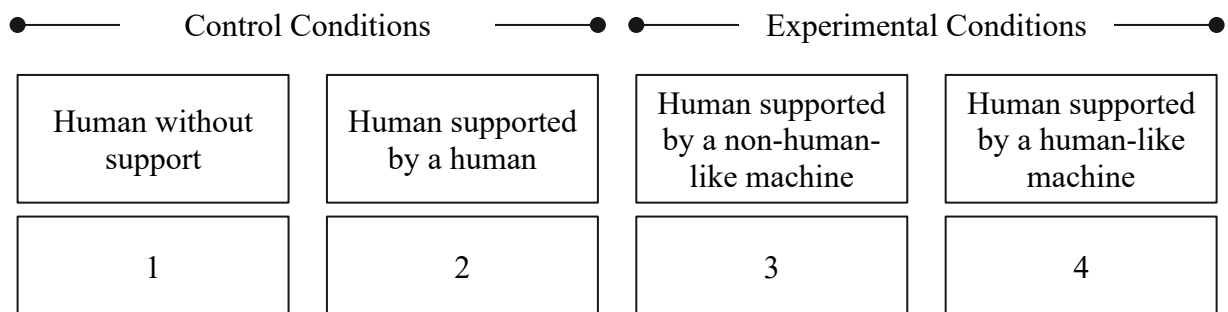 Control Conditions
Experimental Conditions
Human without
support
Human supported
by a human
Human supported
by a non-human-
like machine
Human supported
by a human-like
machine
1
2
3
4